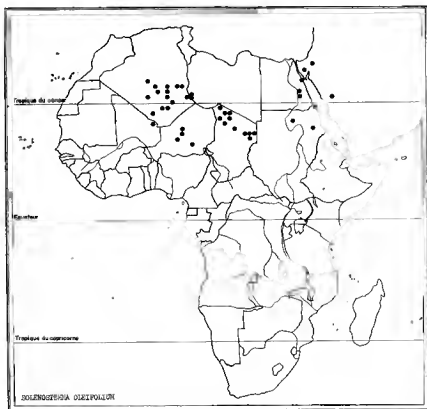 Tropique du cancer
Equateur
Tropique du capricorne
SOLENOSTEMMA OLEIFOLIUM